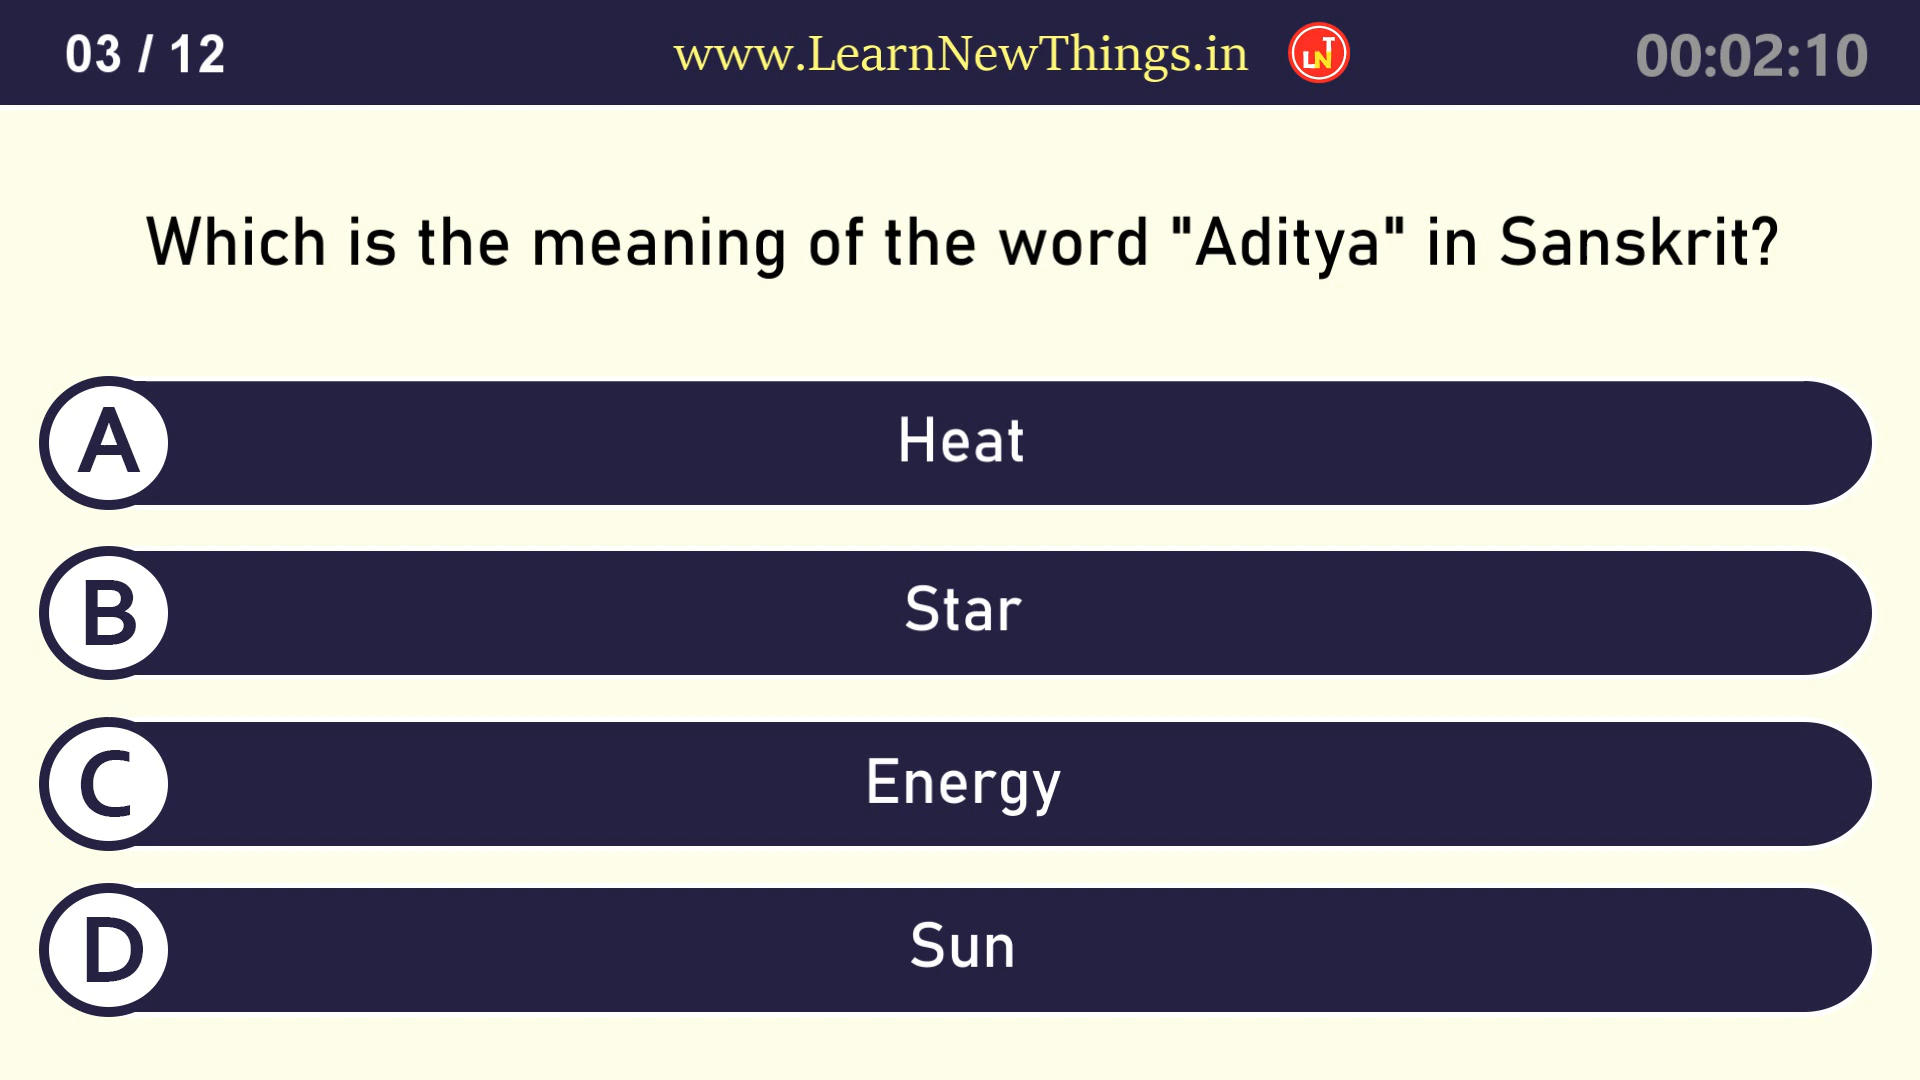 03 / 12
www.LearnNewThings.in
LNT
00:02:10
Which is the meaning of the word "Aditya" in Sanskrit?
A
Heat
B
Star
C
Energy
D
Sun